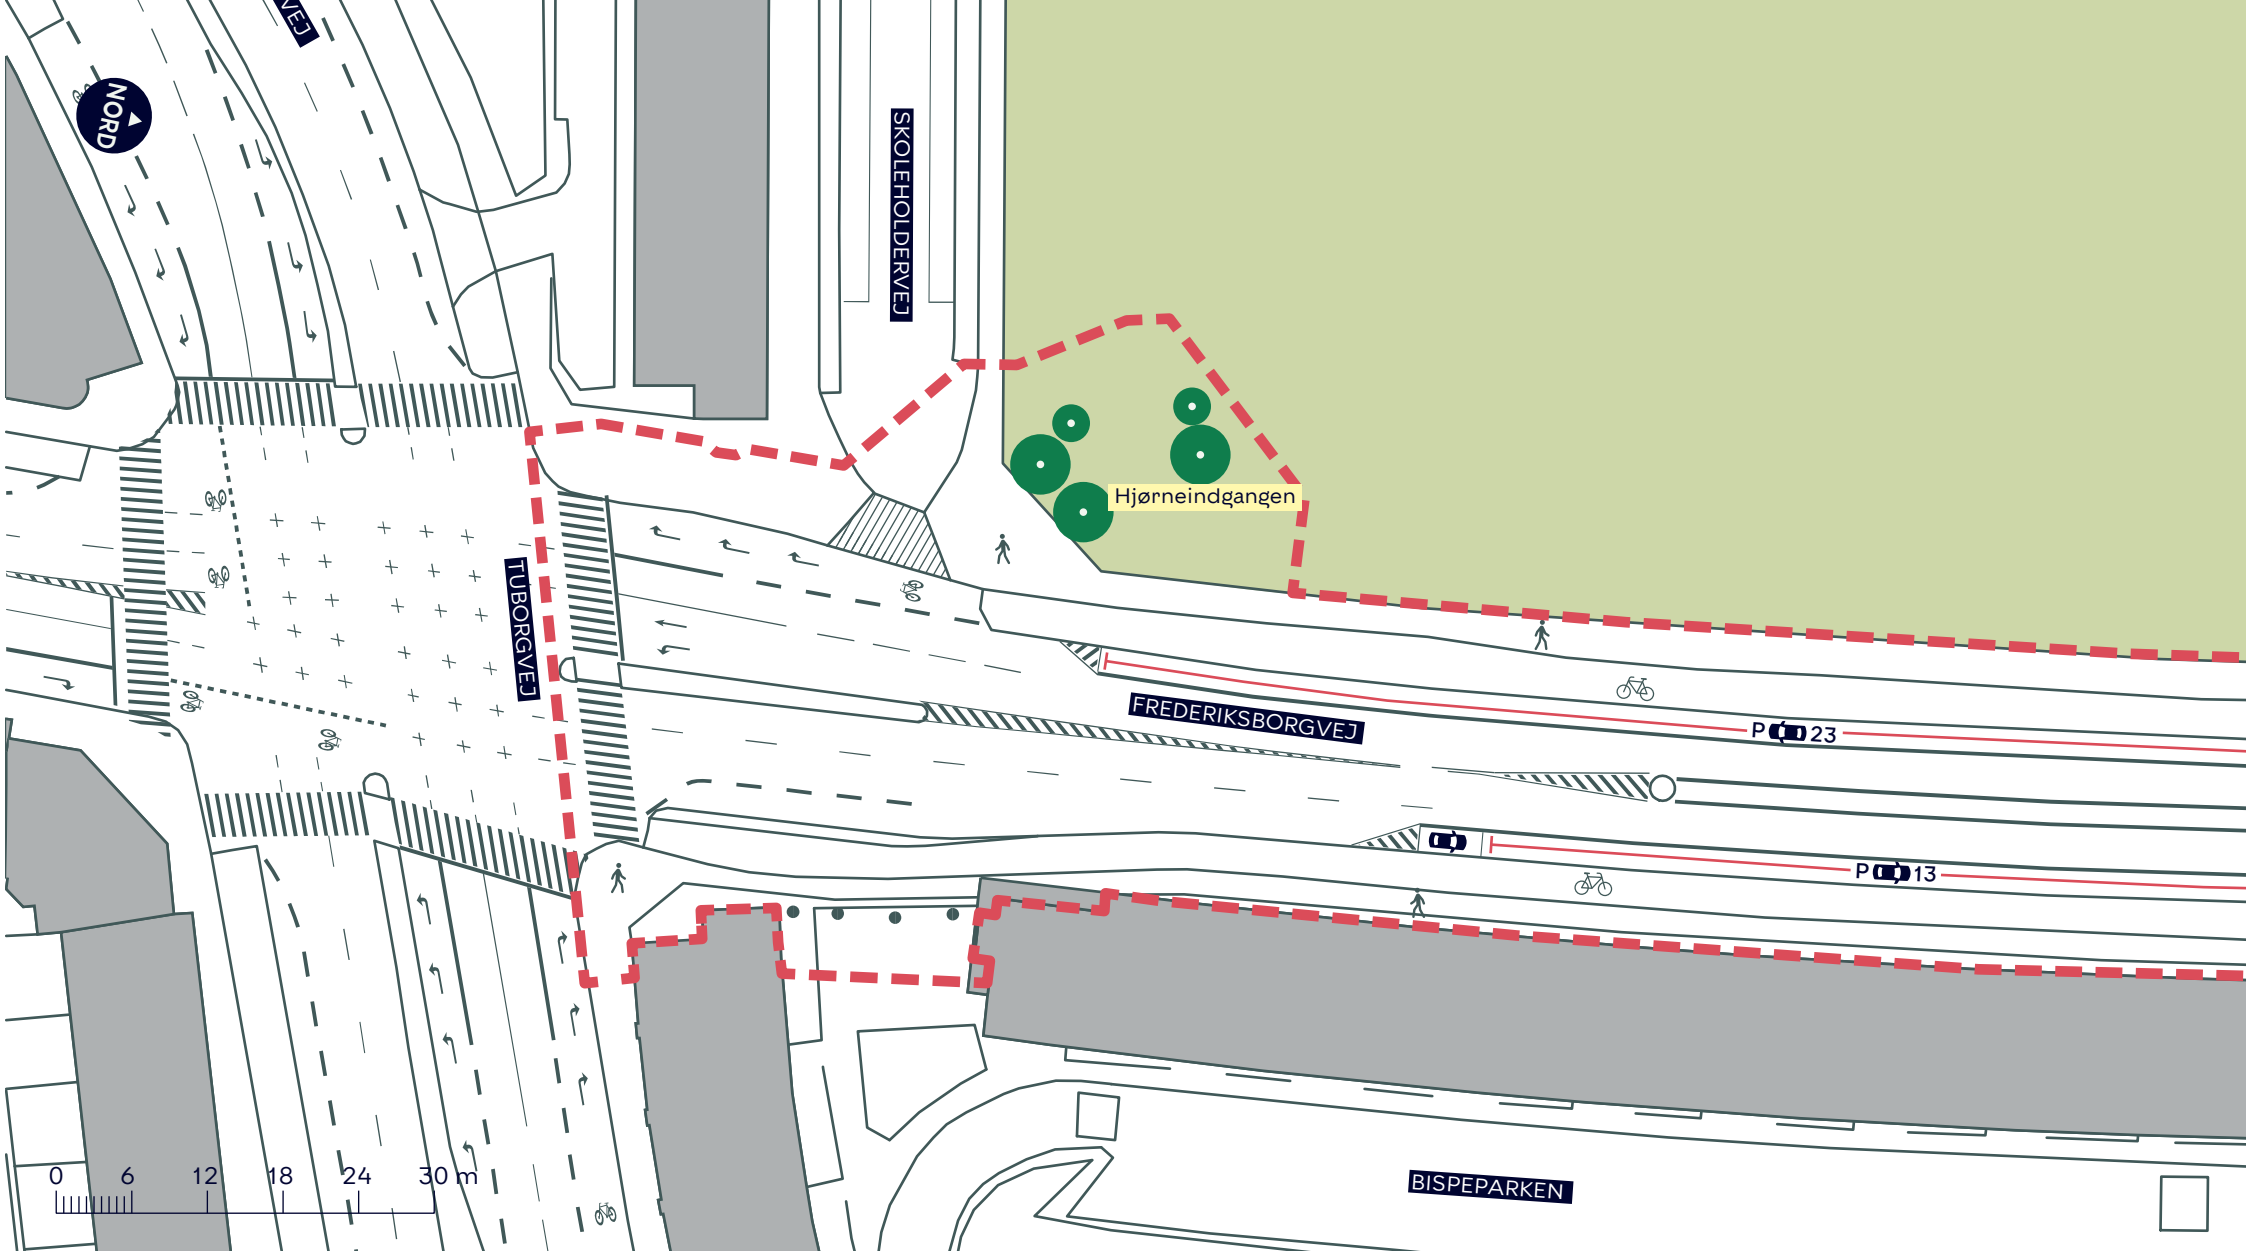 VEJ
NORD
SKOLEHOLDERVEJ
Hjørneindgangen
TUBORGVEJ
FREDERIKSBORGVEJ
P 23
P 13
0 6 12 18 24 30 m
BISPEPARKEN